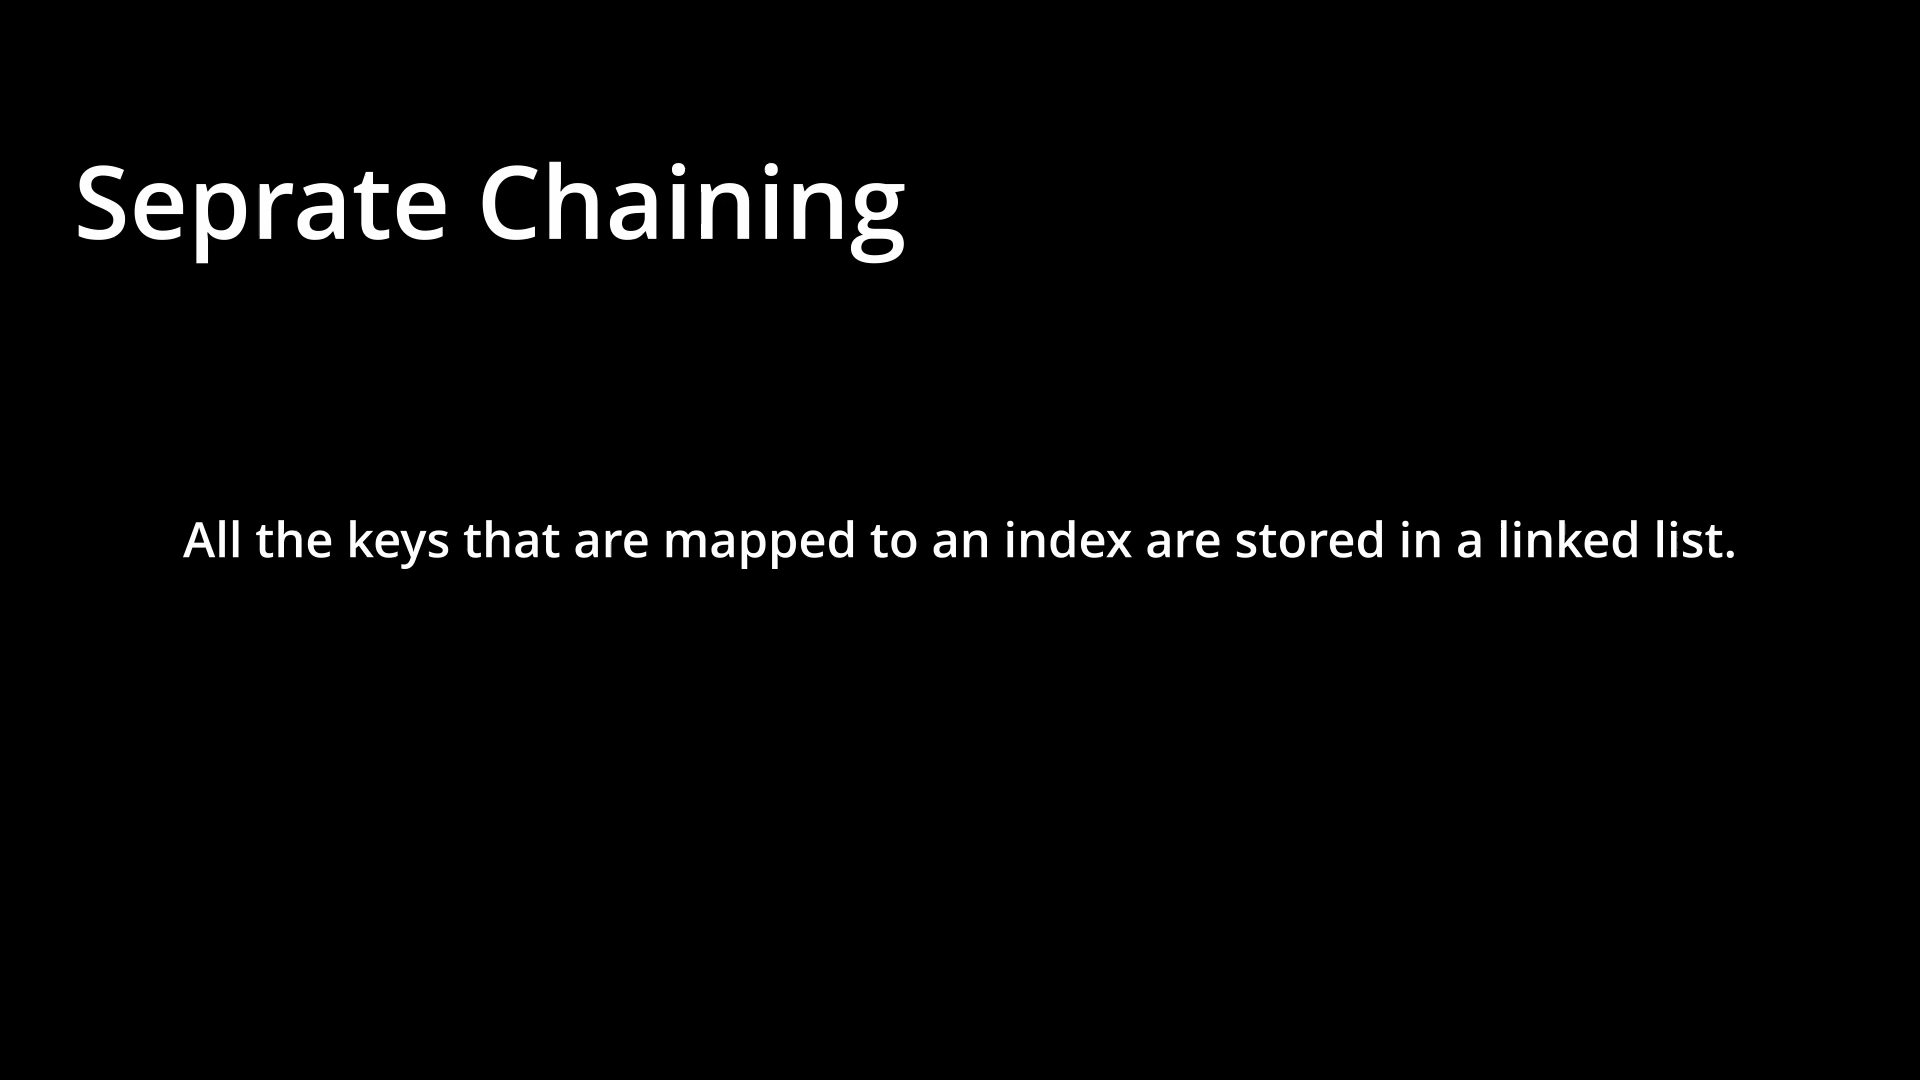 Seprate Chaining
All the keys that are mapped to an index are stored in a linked list.